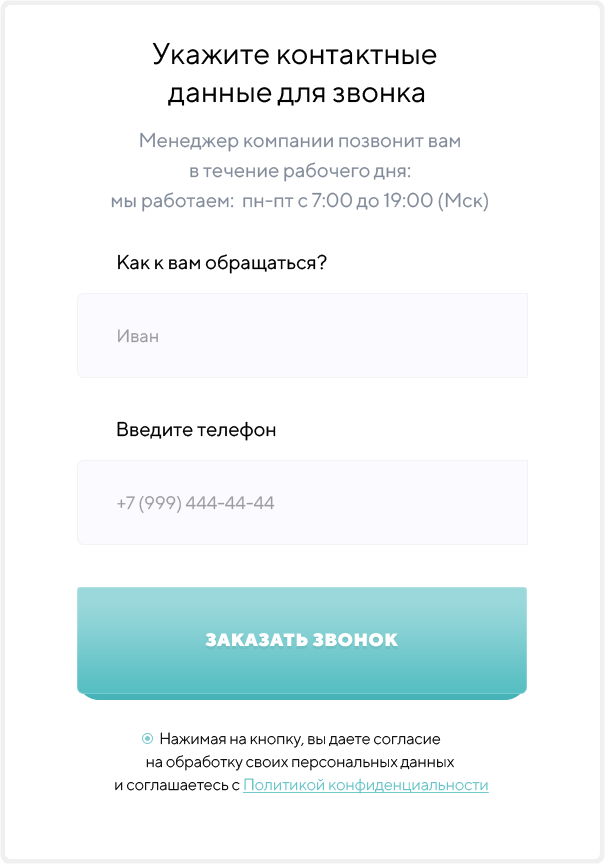 Укажите контактные
данные для звонка
Менеджер компании позвонит вам
в течение рабочего дня:
мы работаем: пн-пт с 7:00 до 19:00 (Мск)
Как к вам обращаться?
Иван
Введите телефон
+7 (999) 444-44-44
ЗАКАЗАТЬ ЗВОНОК
Нажимая на кнопку, вы даете согласие
на обработку своих персональных данных
и соглашаетесь с Политикой конфиденциальности